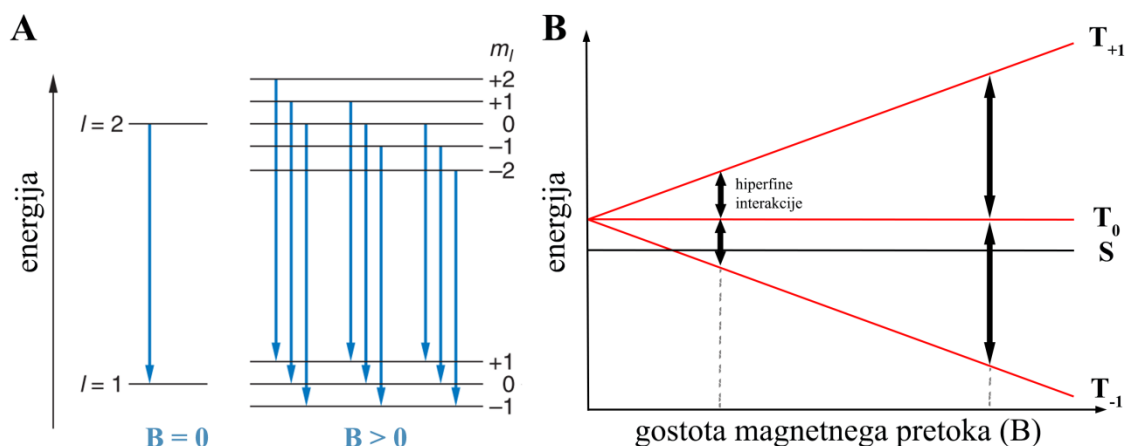 A
energija
m_l
+2
+1
l = 2
0
−1
−2
+1
l = 1
0
−1
B = 0
B > 0
B
energija
T+1
hiperfine
interakcije
T0
S
T-1
gostota magnetnega pretoka (B)